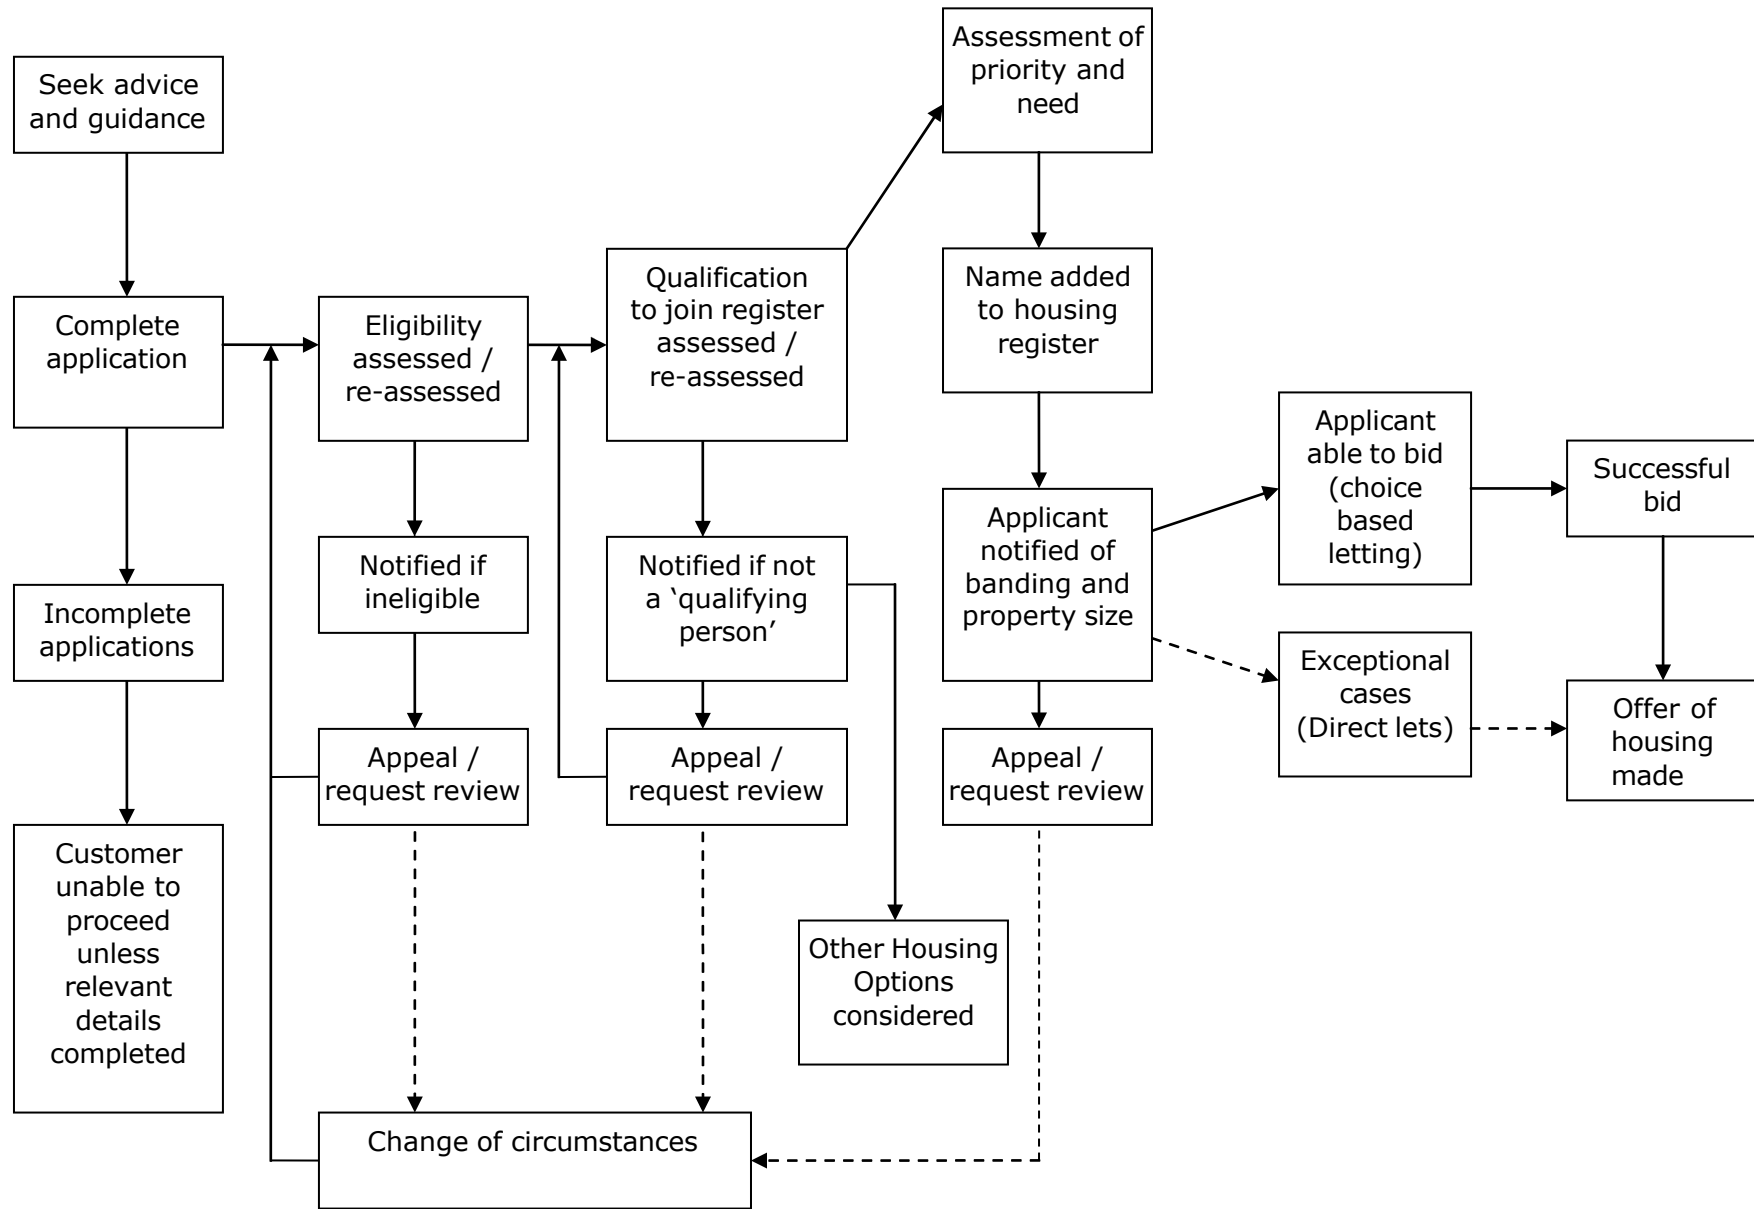 Seek advice
and guidance
Complete
application
Incomplete
applications
Customer
unable to
proceed
unless
relevant
details
completed
Eligibility
assessed /
re-assessed
Notified if
ineligible
Appeal /
request review
Qualification
to join register
assessed /
re-assessed
Notified if not
a ‘qualifying
person’
Appeal /
request review
Other Housing
Options
considered
Change of circumstances
Assessment of
priority and
need
Name added
to housing
register
Applicant
notified of
banding and
property size
Appeal /
request review
Applicant
able to bid
(choice
based
letting)
Exceptional
cases
(Direct lets)
Successful
bid
Offer of
housing
made